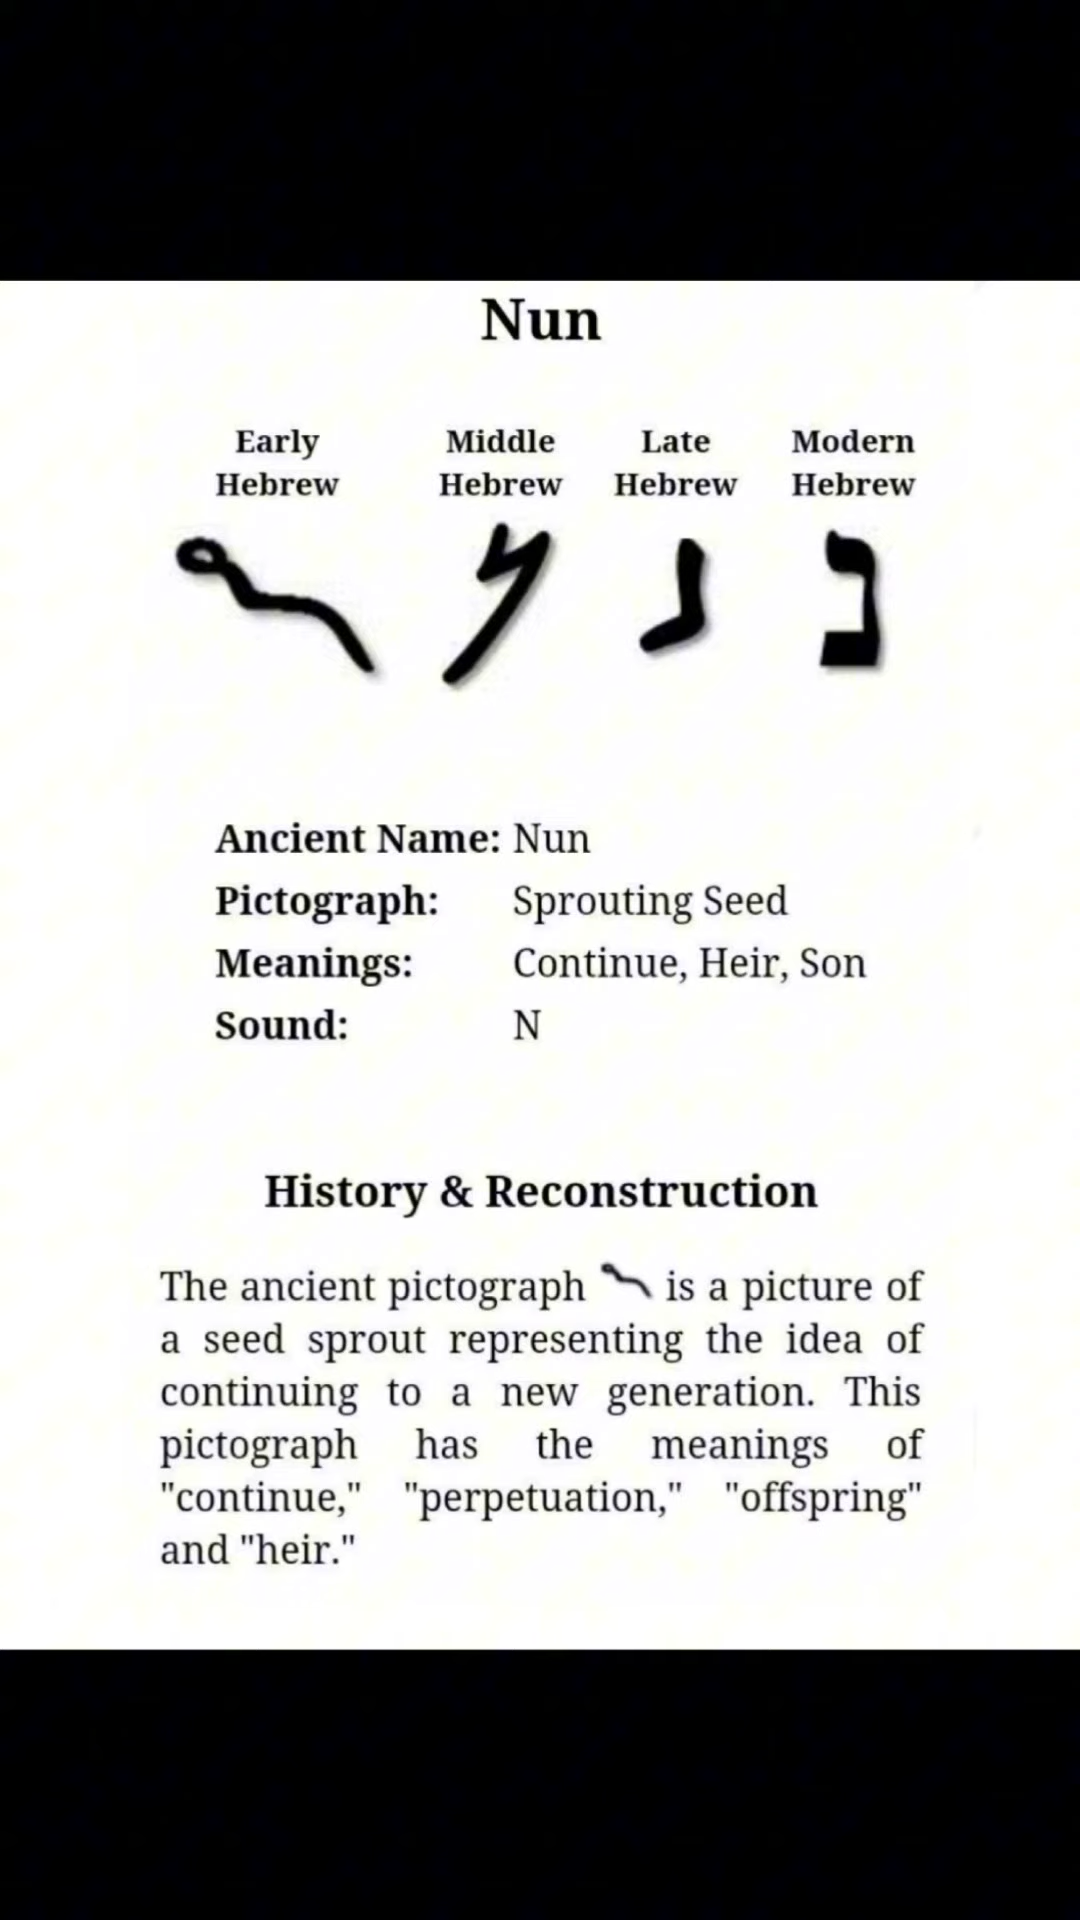 Nun
Early Hebrew
Middle Hebrew
Late Hebrew
Modern Hebrew
נ
Ancient Name: Nun
Pictograph: Sprouting Seed
Meanings: Continue, Heir, Son
Sound: N
History & Reconstruction
The ancient pictograph is a picture of
a seed sprout representing the idea of
continuing to a new generation. This
pictograph has the meanings of
"continue," "perpetuation," "offspring"
and "heir."